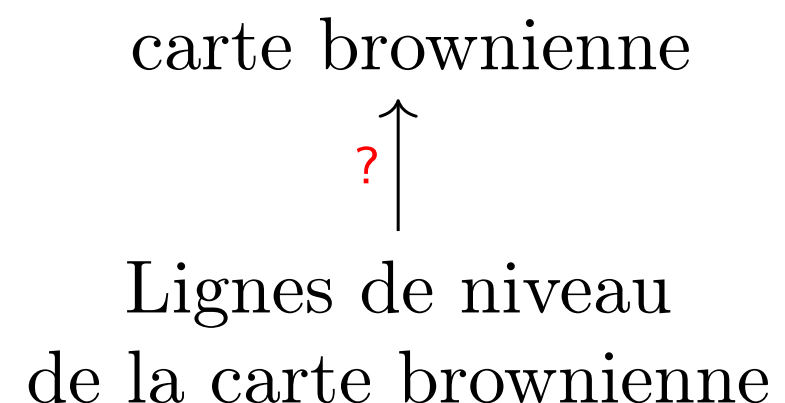 carte brownienne
?
Lignes de niveau
de la carte brownienne